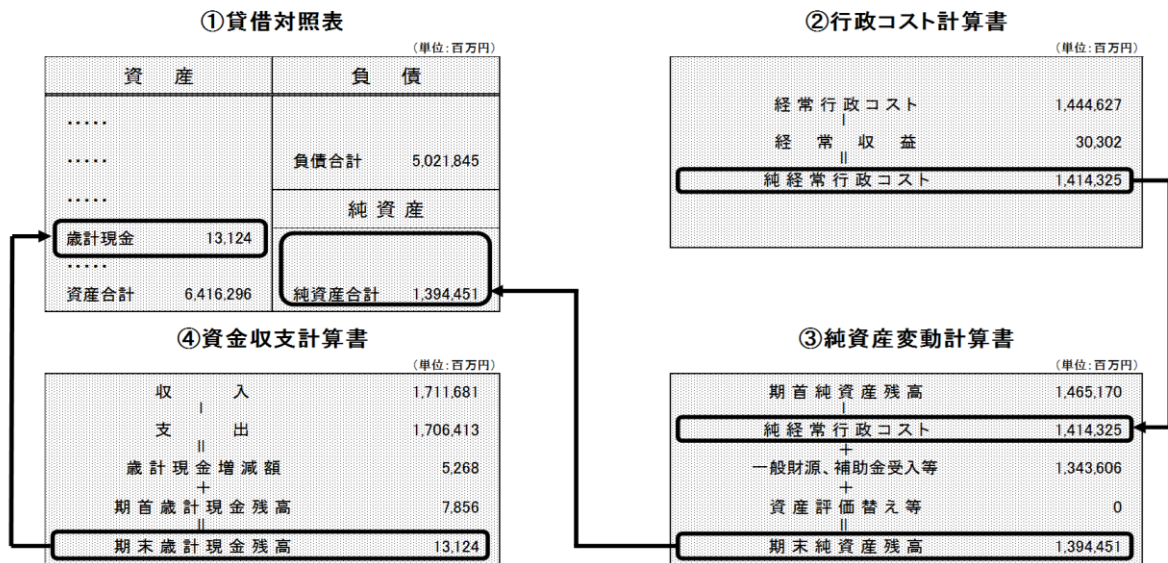 ①貸借対照表
(単位:百万円)
資 産 負 債
・・・・・
・・・・・ 負債合計 5,021,845
・・・・・ 純 資 産
歳計現金 13,124
・・・・・
資産合計 6,416,296 純資産合計 1,394,451
②行政コスト計算書
(単位:百万円)
経常行政コスト 1,444,627
－
経 常 収 益 30,302
＝
純経常行政コスト 1,414,325
④資金収支計算書
(単位:百万円)
収 入 1,711,681
－
支 出 1,706,413
＝
歳計現金増減額 5,268
＋
期首歳計現金残高 7,856
＝
期末歳計現金残高 13,124
③純資産変動計算書
(単位:百万円)
期首純資産残高 1,465,170
－
純経常行政コスト 1,414,325
＋
一般財源、補助金受入等 1,343,606
＋
資産評価替え等 0
＝
期末純資産残高 1,394,451